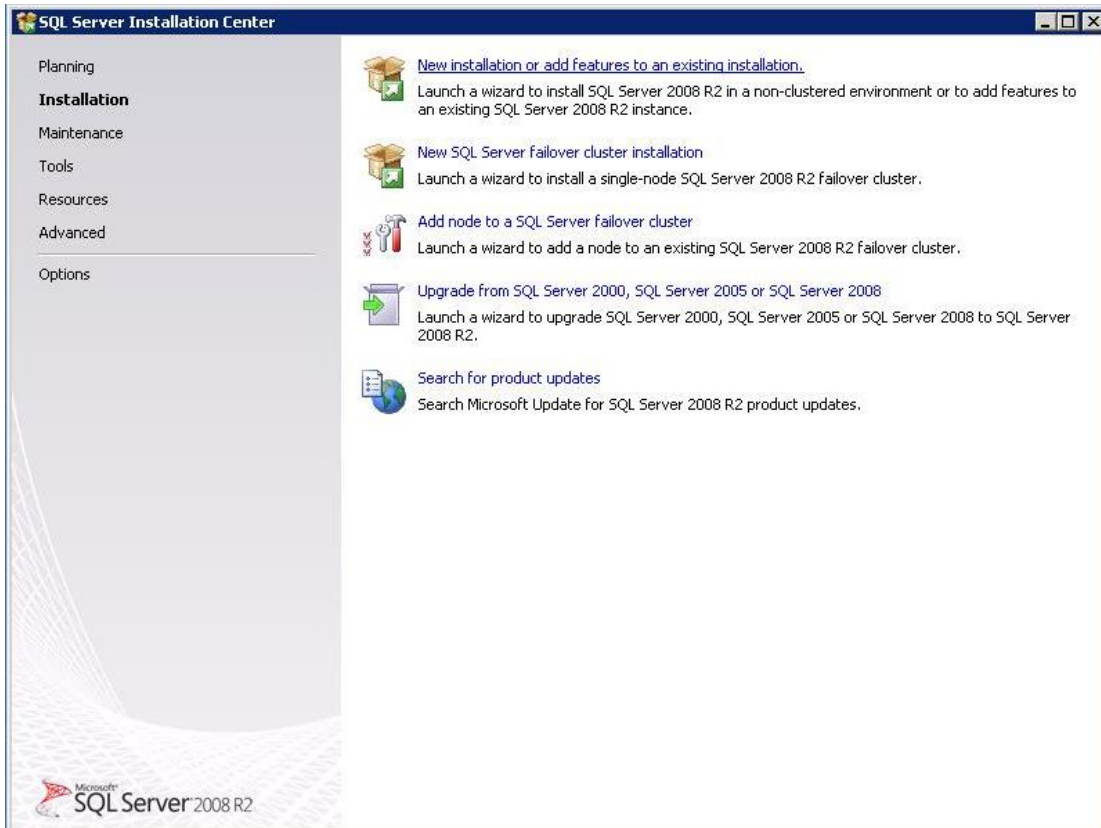 SQL Server Installation Center
Planning
Installation
Maintenance
Tools
Resources
Advanced
Options
New installation or add features to an existing installation.
Launch a wizard to install SQL Server 2008 R2 in a non-clustered environment or to add features to
an existing SQL Server 2008 R2 instance.
New SQL Server failover cluster installation
Launch a wizard to install a single-node SQL Server 2008 R2 failover cluster.
Add node to a SQL Server failover cluster
Launch a wizard to add a node to an existing SQL Server 2008 R2 failover cluster.
Upgrade from SQL Server 2000, SQL Server 2005 or SQL Server 2008
Launch a wizard to upgrade SQL Server 2000, SQL Server 2005 or SQL Server 2008 to SQL Server
2008 R2.
Search for product updates
Search Microsoft Update for SQL Server 2008 R2 product updates.
Microsoft
SQL Server 2008 R2